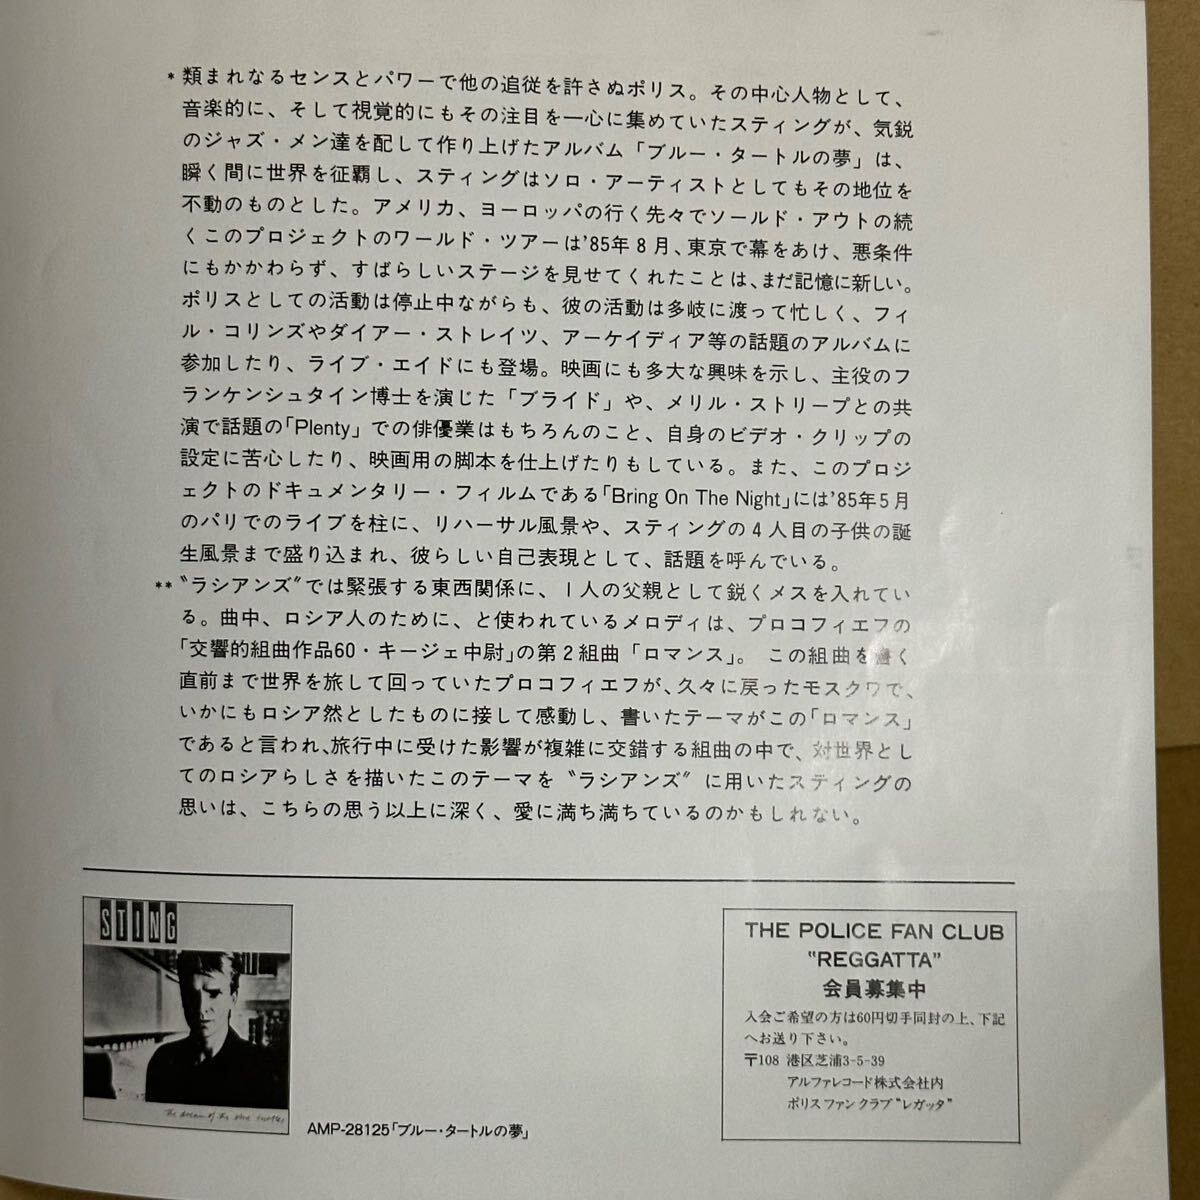 * 類まれなるセンスとパワーで他の追従を許さぬポリス。その中心人物として、
音楽的に、そして視覚的にもその注目を一心に集めていたスティングが、気鋭
のジャズ・メン達を配して作り上げたアルバム「ブルー・タートルの夢」は、
瞬く間に世界を征覇し、スティングはソロ・アーティストとしてもその地位を
不動のものとした。アメリカ、ヨーロッパの行く先々でソールド・アウトの続
くこのプロジェクトのワールド・ツアーは'85年8月、東京で幕をあけ、悪条件
にもかかわらず、すばらしいステージを見せてくれたことは、まだ記憶に新しい。
ポリスとしての活動は停止中ながらも、彼の活動は多岐に渡って忙しく、フィ
ル・コリンズやダイアー・ストレイツ、アーケイディア等の話題のアルバムに
参加したり、ライブ・エイドにも登場。映画にも多大な興味を示し、主役のフ
ランケンシュタイン博士を演じた「ブライド」や、メリル・ストリープとの共
演で話題の「Plenty」での俳優業はもちろんのこと、自身のビデオ・クリップの
設定に苦心したり、映画用の脚本を仕上げたりもしている。また、このプロジ
ェクトのドキュメンタリー・フィルムである「Bring On The Night」には'85年5月
のパリでのライブを柱に、リハーサル風景や、スティングの4人目の子供の誕
生風景まで盛り込まれ、彼らしい自己表現として、話題を呼んでいる。
** 〝ラシアンズ〟では緊張する東西関係に、1人の父親として鋭くメスを入れてい
る。曲中、ロシア人のために、と使われているメロディは、プロコフィエフの
「交響的組曲作品60・キージェ中尉」の第2組曲「ロマンス」。この組曲を書く
直前まで世界を旅して回っていたプロコフィエフが、久々に戻ったモスクワで、
いかにもロシア然としたものに接して感動し、書いたテーマがこの「ロマンス」
であると言われ、旅行中に受けた影響が複雑に交錯する組曲の中で、対世界とし
てのロシアらしさを描いたこのテーマを〝ラシアンズ〟に用いたスティングの
思いは、こちらの思う以上に深く、愛に満ち満ちているのかもしれない。
STING
The dream of the blue turtles
AMP-28125「ブルー・タートルの夢」
THE POLICE FAN CLUB
"REGGATTA"
会員募集中
入会ご希望の方は60円切手同封の上、下記
へお送り下さい。
〒108 港区芝浦3-5-39
アルファレコード株式会社内
ポリスファンクラブ"レガッタ"